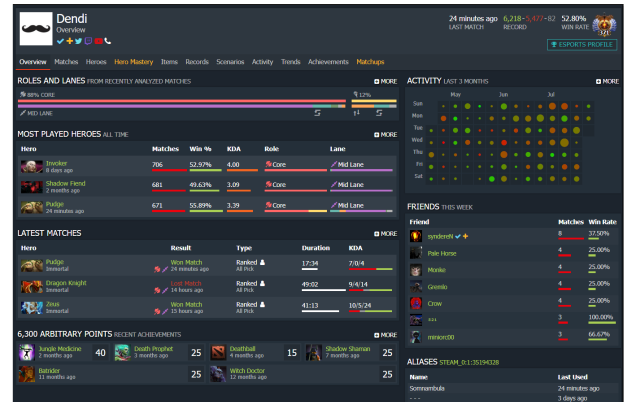 Dendi
Overview
24 minutes ago 6,218-5,477-82 52.80%
LAST MATCH RECORD WIN RATE
ESPORTS PROFILE
Overview Matches Heroes Hero Mastery Items Records Scenarios Activity Trends Achievements Matchups
ROLES AND LANES FROM RECENTLY ANALYZED MATCHES MORE
88% CORE 12%
MID LANE
MOST PLAYED HEROES ALL TIME MORE
Hero Matches Win % KDA Role Lane
Invoker 706 52.97% 4.00 Core Mid Lane
8 days ago
Shadow Fiend 681 49.63% 3.09 Core Mid Lane
2 months ago
Pudge 671 55.89% 3.39 Core Mid Lane
24 minutes ago
LATEST MATCHES MORE
Hero Result Type Duration KDA
Pudge Won Match Ranked 17:34 7/0/4
Immortal 24 minutes ago All Pick
Dragon Knight Lost Match Ranked 49:02 9/4/14
Immortal 14 hours ago All Pick
Zeus Won Match Ranked 41:13 10/5/24
Immortal 15 hours ago All Pick
6,300 ARBITRARY POINTS RECENT ACHIEVEMENTS MORE
Jungle Medicine 40 Death Prophet 25 Deathball 15 Shadow Shaman 25
2 months ago 3 months ago 4 months ago 7 months ago
Batrider 25 Witch Doctor 25
11 months ago 12 months ago
ACTIVITY LAST 3 MONTHS MORE
May Jun Jul
Sun
Mon
Tue
Wed
Thu
Fri
Sat
FRIENDS THIS WEEK
Friend Matches Win Rate
syndereN 8 37.50%
Pale Horse 4 25.00%
Monke 4 25.00%
Gremlo 4 25.00%
Crow 4 25.00%
3 100.00%
miniorc00 3 66.67%
ALIASES STEAM_0:1:35194328
Name Last Used
Somnambula 24 minutes ago
- - - 3 days ago